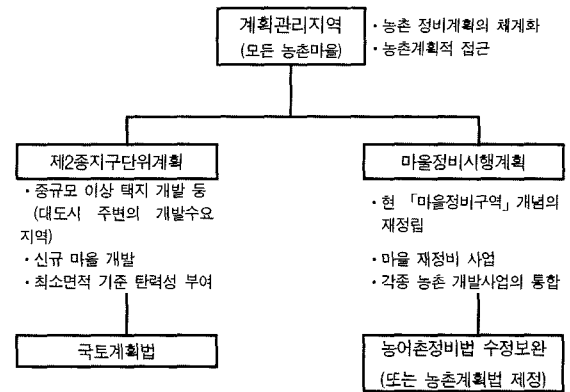 계획관리지역
(모든 농촌마을)
· 농촌 정비계획의 체계화
· 농촌계획적 접근
제2종지구단위계획
· 중규모 이상 택지 개발 등
(대도시 주변의 개발수요
지역)
· 신규 마을 개발
· 최소면적 기준 탄력성 부여
국토계획법
마을정비시행계획
· 현 「마을정비구역」 개념의
재정립
· 마을 재정비 사업
· 각종 농촌 개발사업의 통합
농어촌정비법 수정보완
(또는 농촌계획법 제정)